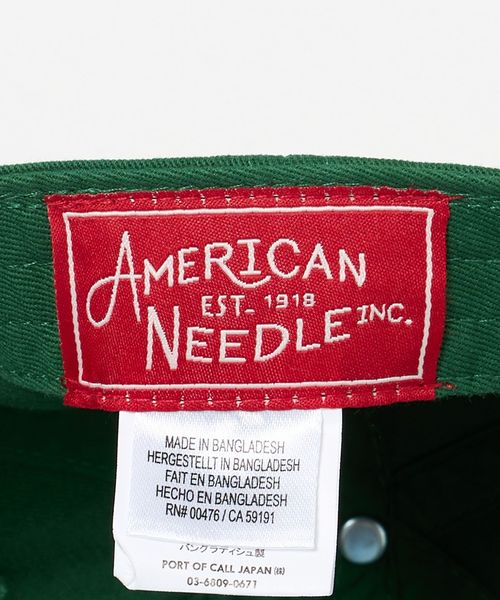 AMERICAN
EST. 1918
NEEDLE INC.
MADE IN BANGLADESH
HERGESTELLT IN BANGLADESH
FAIT EN BANGLADESH
HECHO EN BANGLADESH
RN# 00476 / CA 59191
バングラディシュ製
PORT OF CALL JAPAN (株)
03-6809-0671